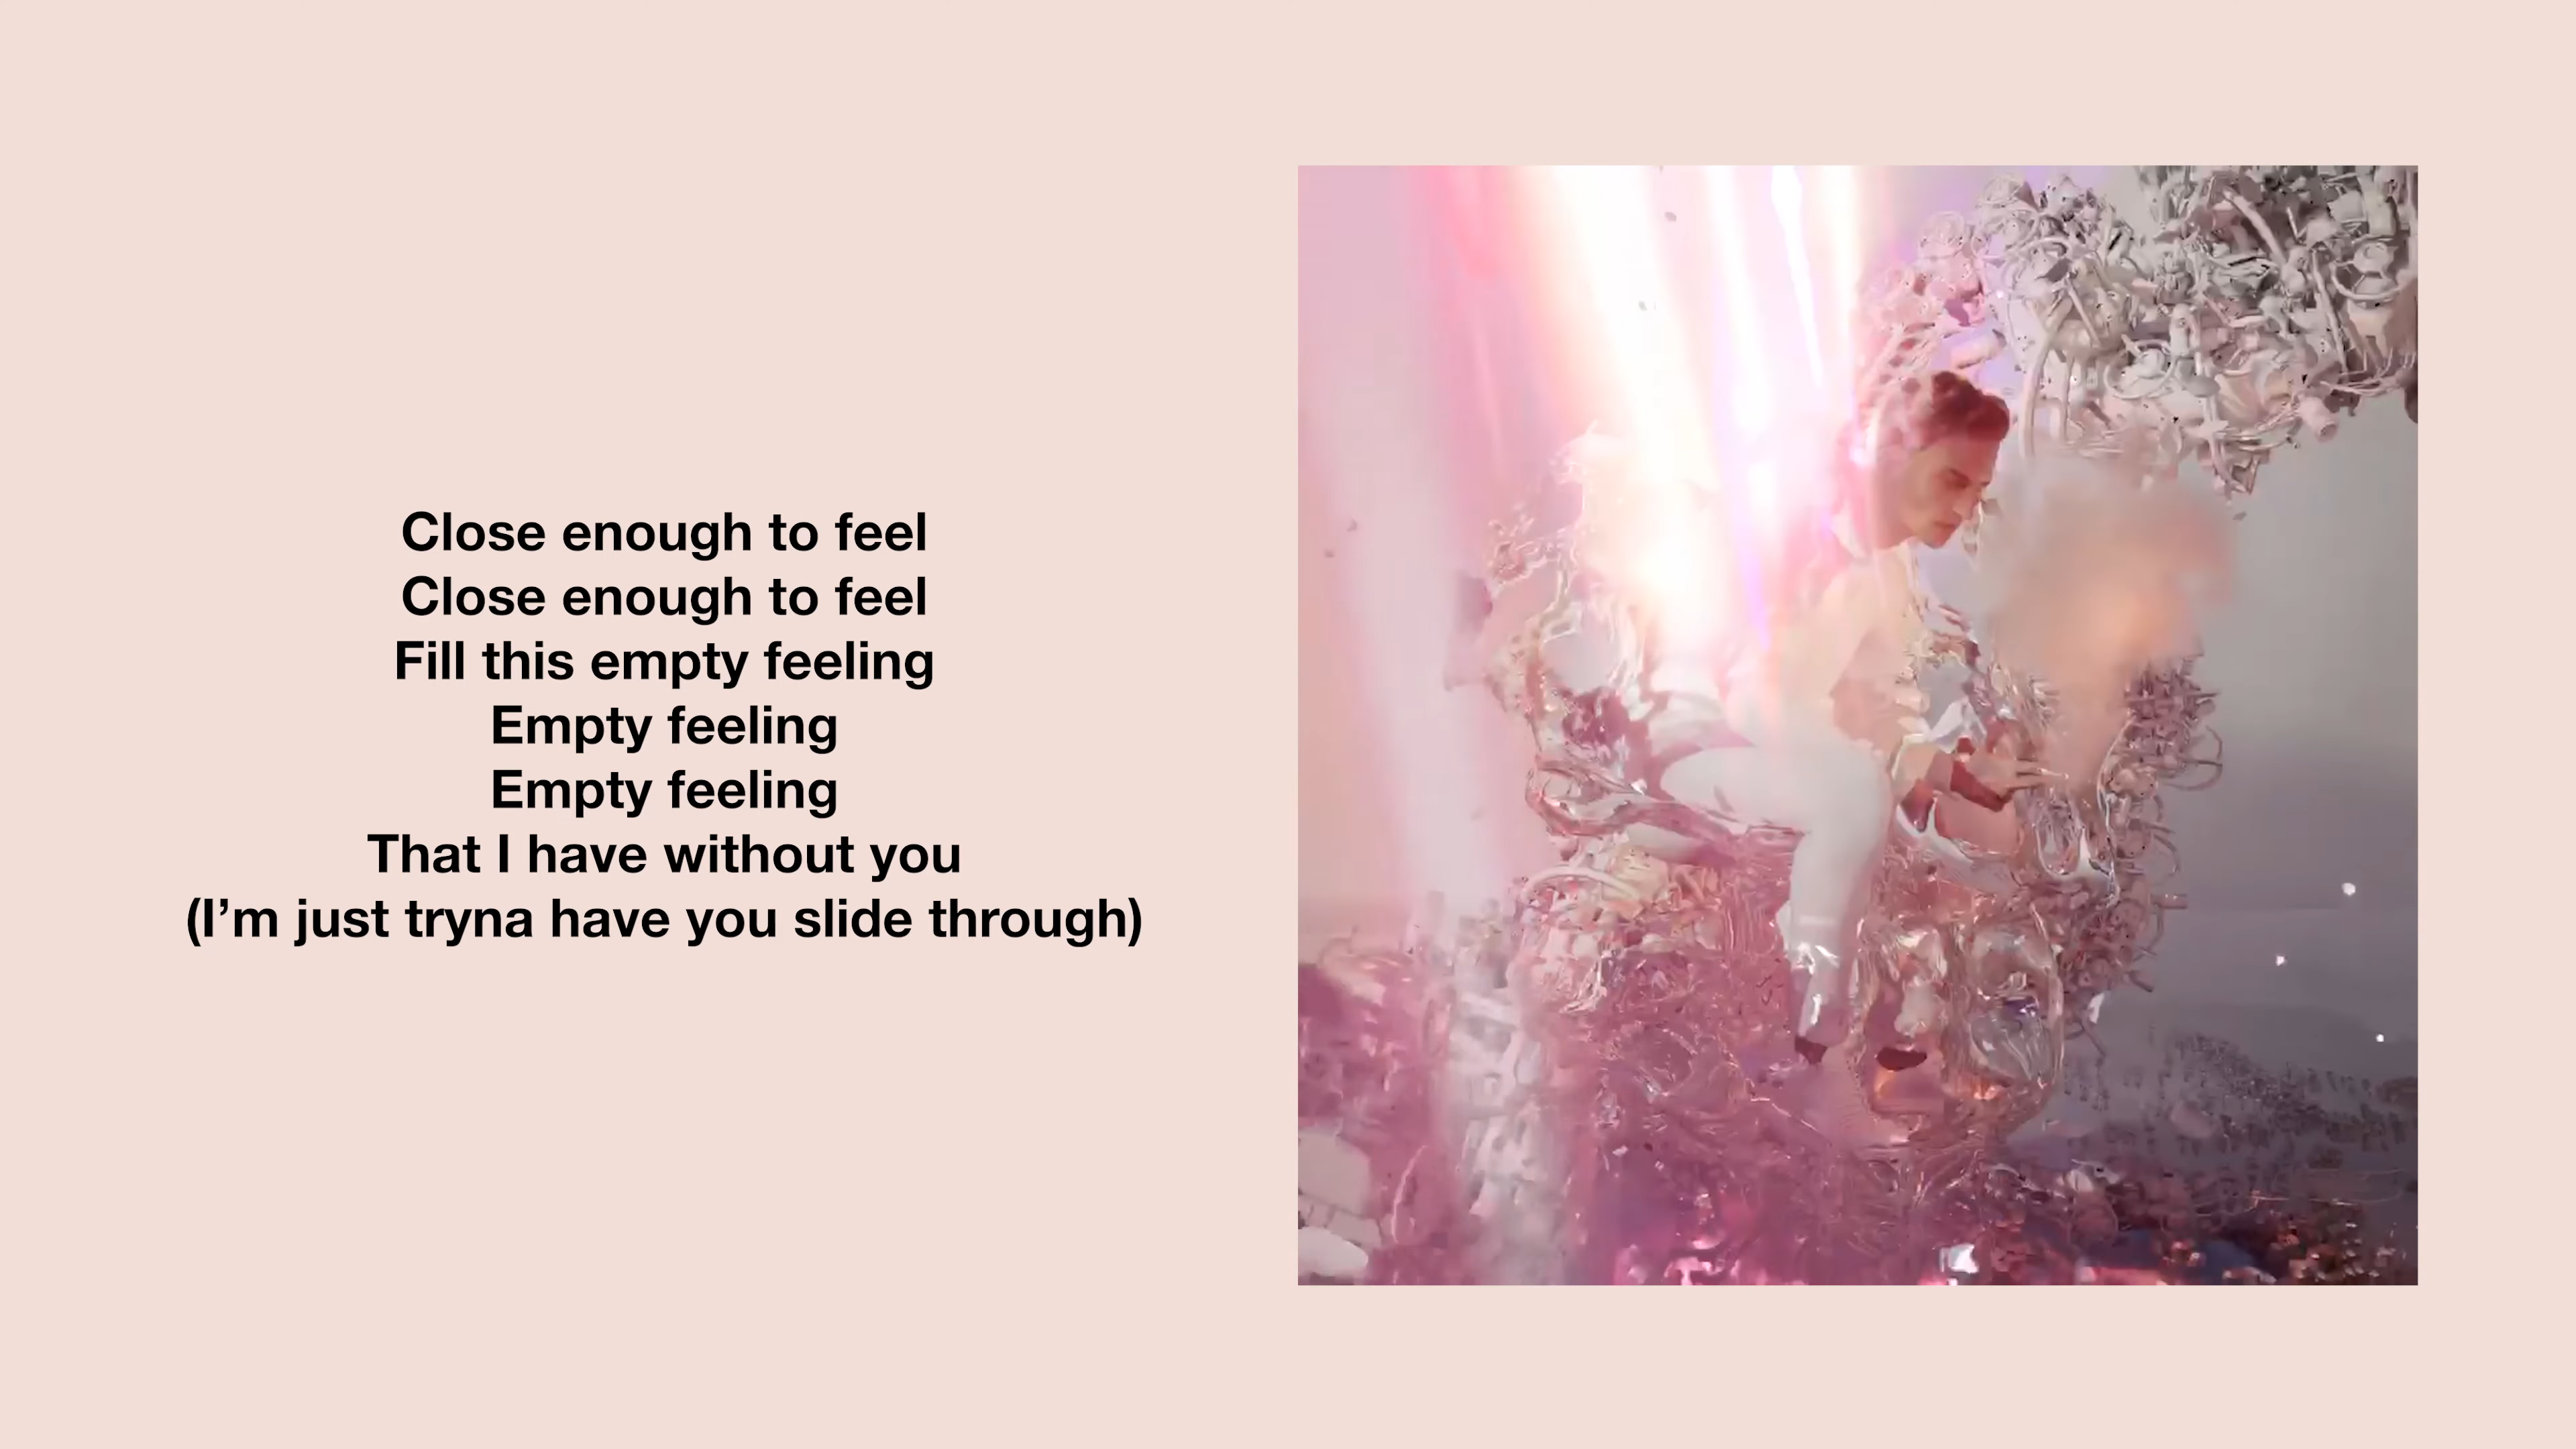 Close enough to feel
Close enough to feel
Fill this empty feeling
Empty feeling
Empty feeling
That I have without you
(I’m just tryna have you slide through)